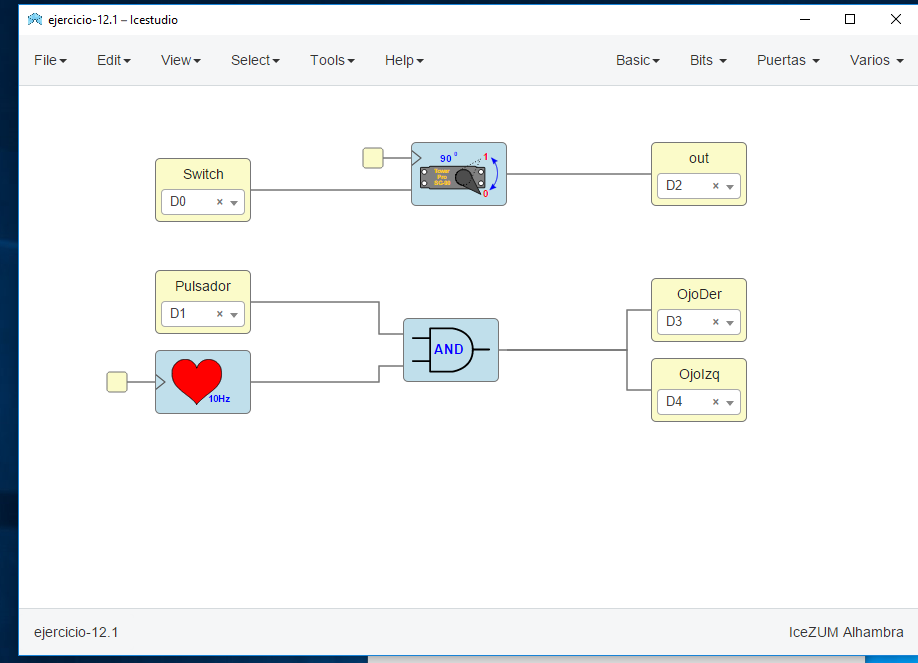 ejercicio-12.1 – Icestudio
File Edit View Select Tools Help Basic Bits Puertas Varios
90 º 1
Tower
Pro
SG-90
0
Switch
D0 ×
out
D2 ×
Pulsador
D1 ×
10Hz
AND
OjoDer
D3 ×
OjoIzq
D4 ×
ejercicio-12.1 IceZUM Alhambra